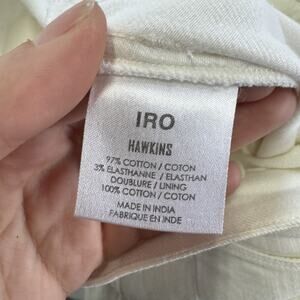 IRO
HAWKINS
97% COTTON / COTON
3% ELASTHANNE / ELASTHAN
DOUBLURE / LINING
100% COTTON / COTON
MADE IN INDIA
FABRIQUE EN INDE